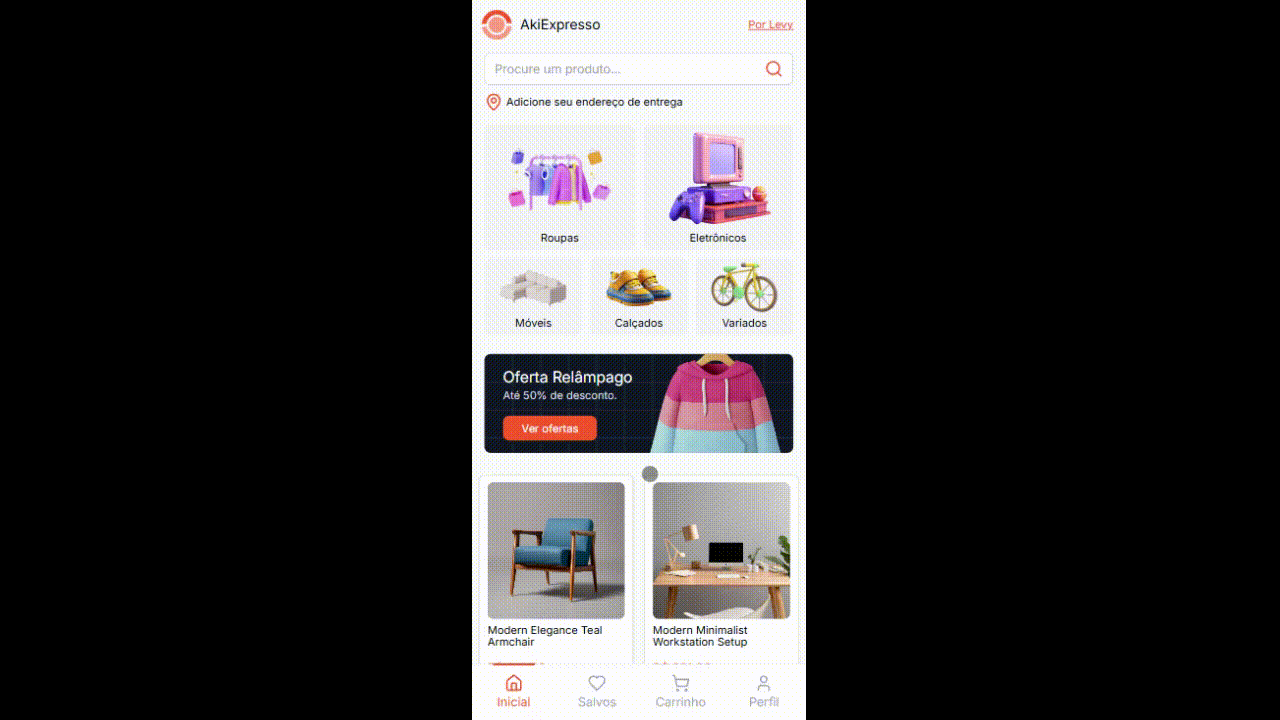 AkiExpresso
Por Levy
Procure um produto...
Adicione seu endereço de entrega
Roupas
Eletrônicos
Móveis
Calçados
Variados
Oferta Relâmpago
Até 50% de desconto.
Ver ofertas
Modern Elegance Teal
Armchair
Modern Minimalist
Workstation Setup
Inicial
Salvos
Carrinho
Perfil